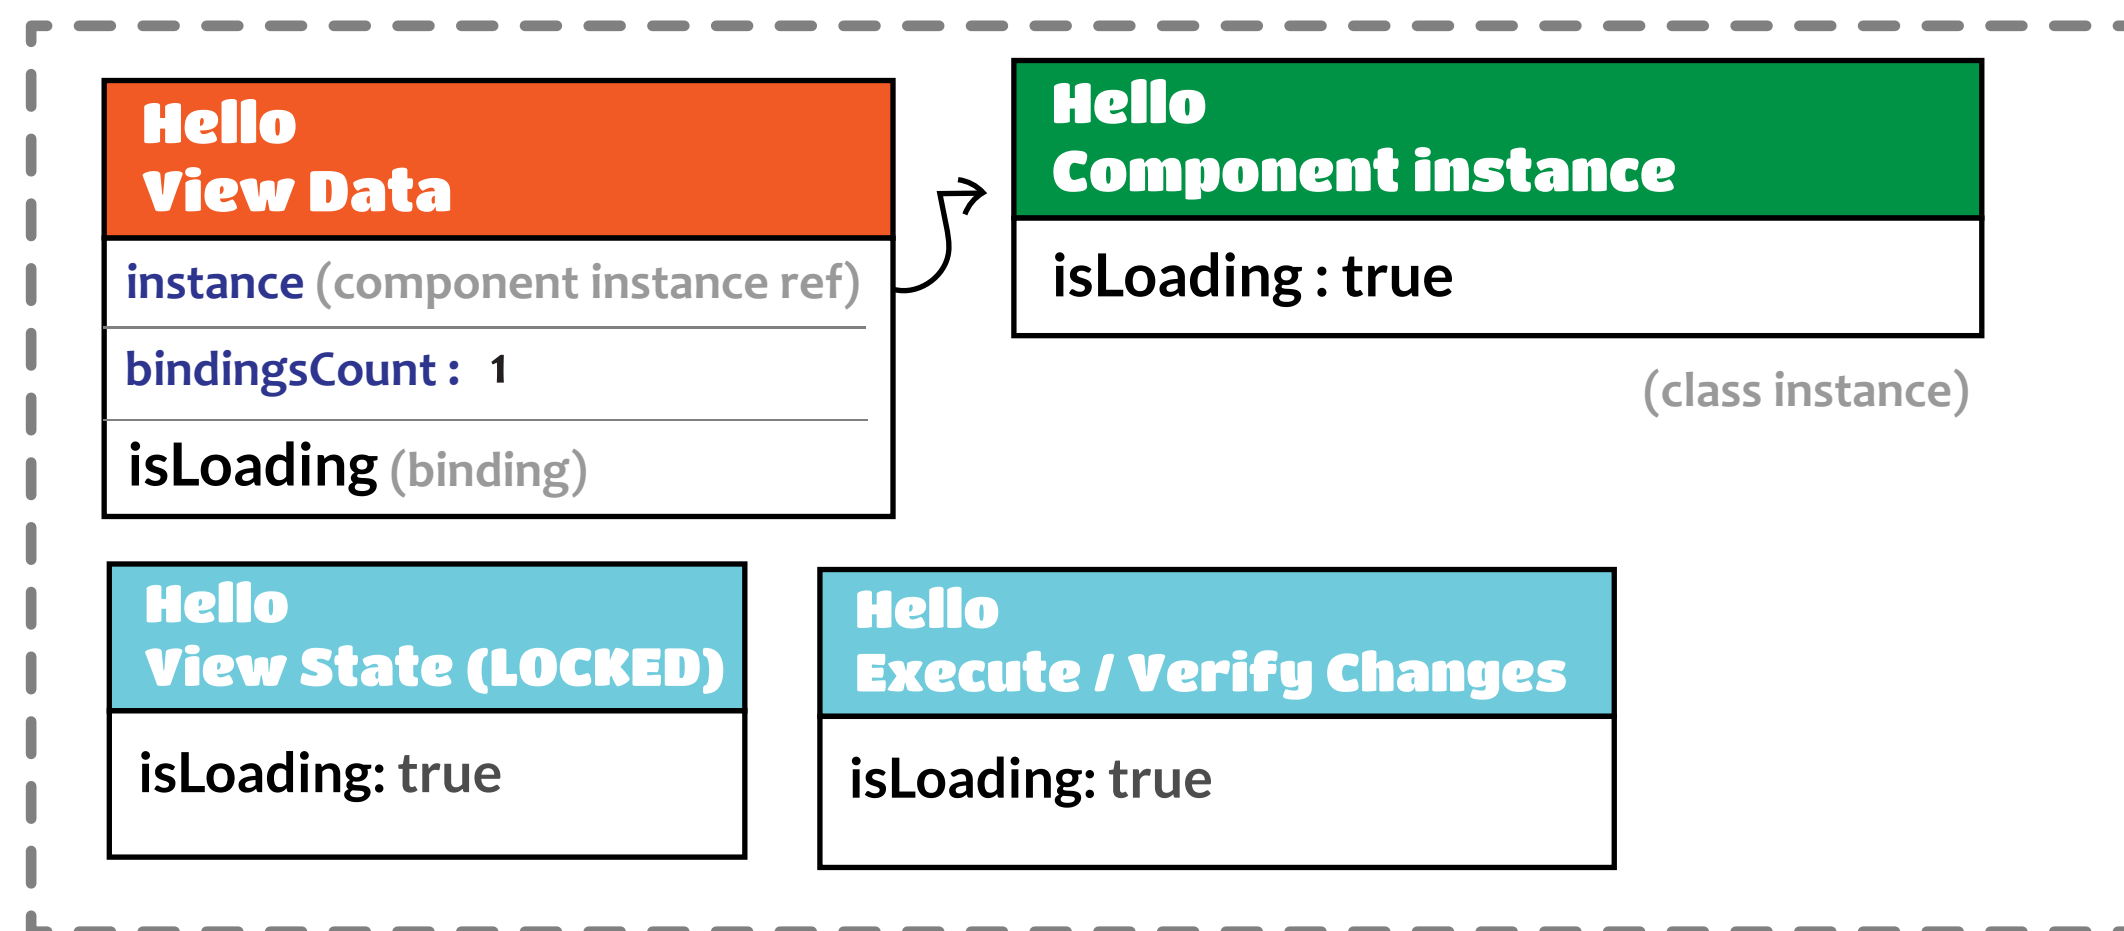 Hello
View Data
instance (component instance ref)
bindingsCount : 1
isLoading (binding)
Hello
Component instance
isLoading : true
(class instance)
Hello
View State (LOCKED)
isLoading: true
Hello
Execute / Verify Changes
isLoading: true